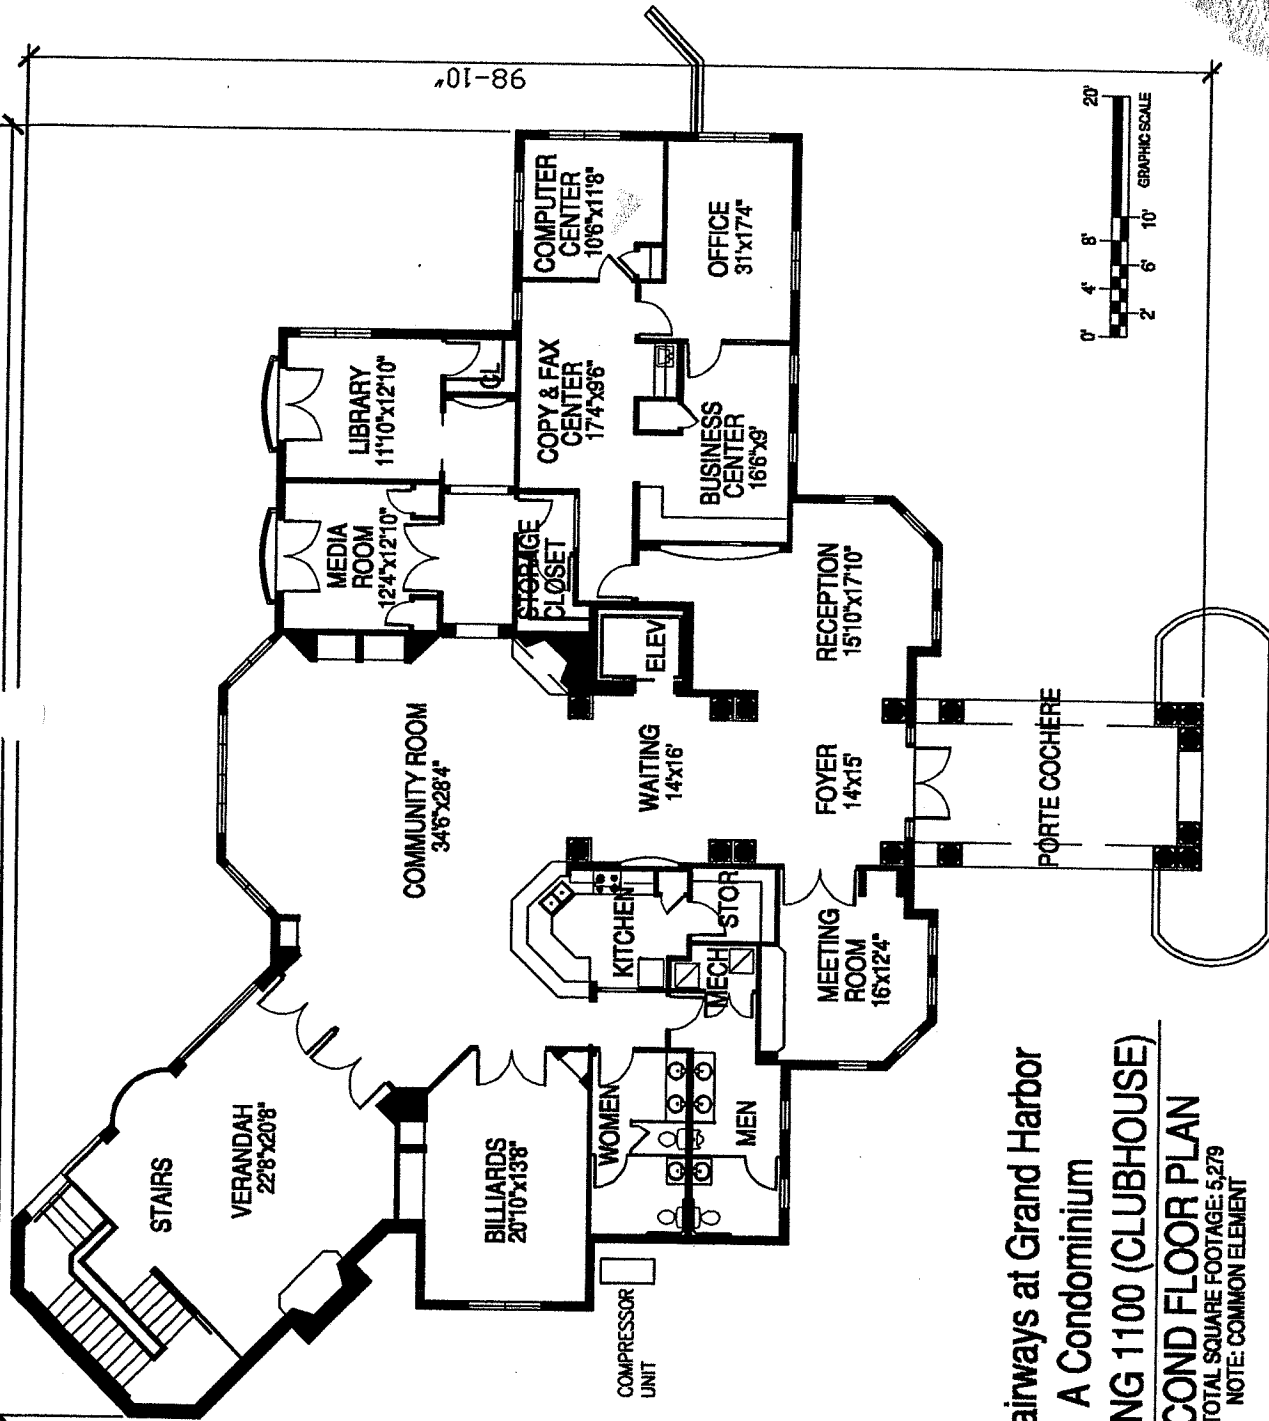 98-10"
COMPUTER
CENTER
10'6"x11'8"
OFFICE
31'x17'4"
LIBRARY
11'10"x12'10"
CL
COPY & FAX
CENTER
17'4"x9'6"
BUSINESS
CENTER
16'6"x9'
MEDIA
ROOM
12'4"x12'10"
STORAGE
CLOSET
ELEV
RECEPTION
15'10"x17'10"
COMMUNITY ROOM
34'6"x28'4"
WAITING
14'x16'
FOYER
14'x15'
PORTE COCHERE
KITCHEN
STOR
MECH
MEETING
ROOM
16'x12'4"
STAIRS
VERANDAH
22'8"x20'8"
BILLIARDS
20'10"x13'8"
WOMEN
MEN
COMPRESSOR
UNIT
0' 4' 8' 20'
2' 6' 10'
GRAPHIC SCALE
airways at Grand Harbor
A Condominium
NG 1100 (CLUBHOUSE)
COND FLOOR PLAN
TOTAL SQUARE FOOTAGE: 5,279
NOTE: COMMON ELEMENT